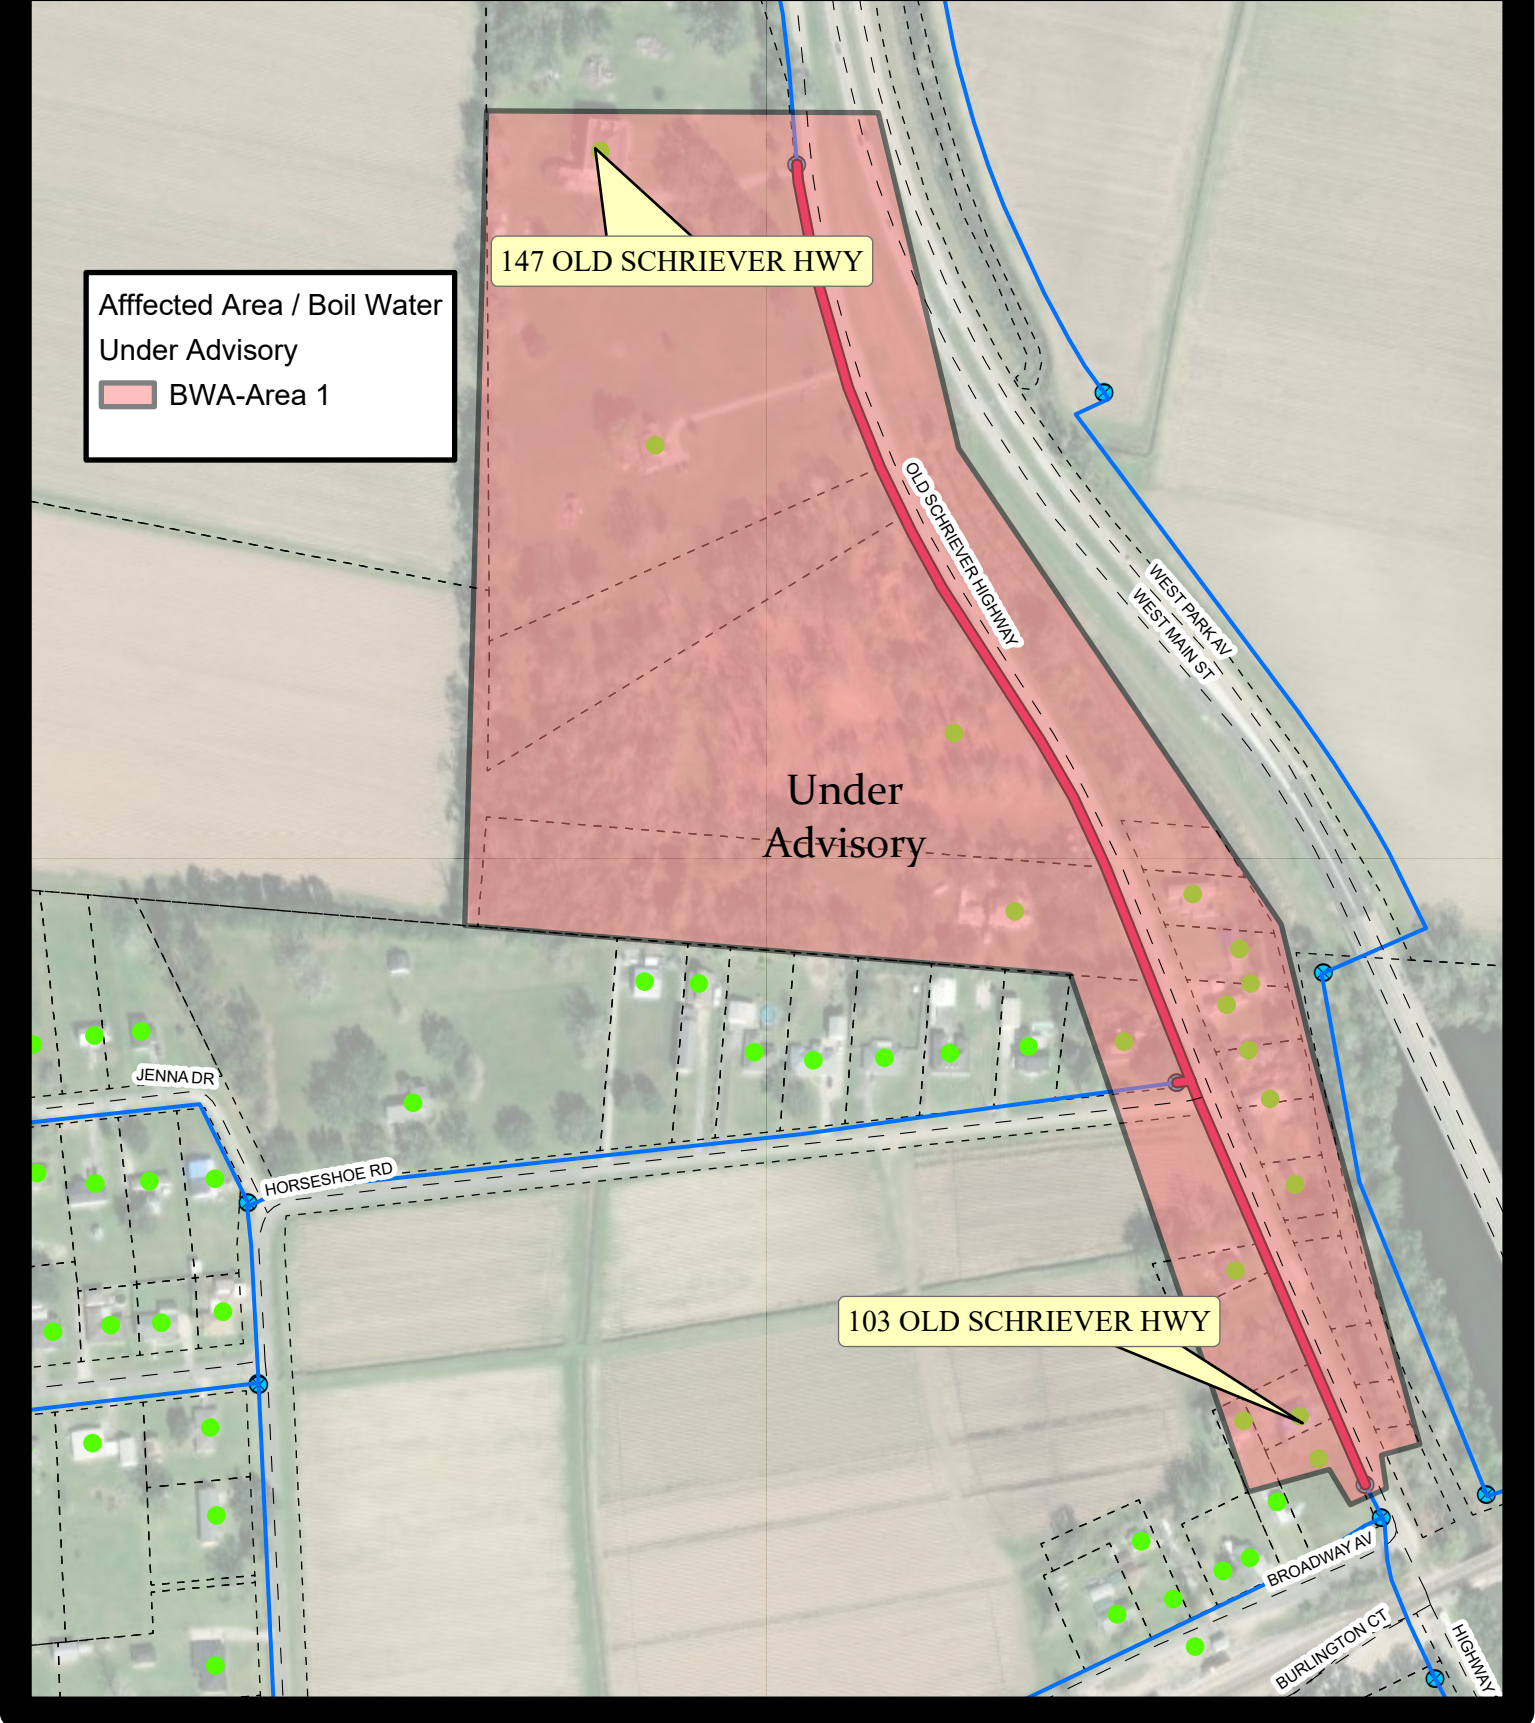 147 OLD SCHRIEVER HWY
Afffected Area / Boil Water
Under Advisory
BWA-Area 1
OLD SCHRIEVER HIGHWAY
WEST PARK AV
WEST MAIN ST
Under
Advisory
JENNA DR
HORSESHOE RD
103 OLD SCHRIEVER HWY
BROADWAY AV
BURLINGTON CT
HIGHWAY